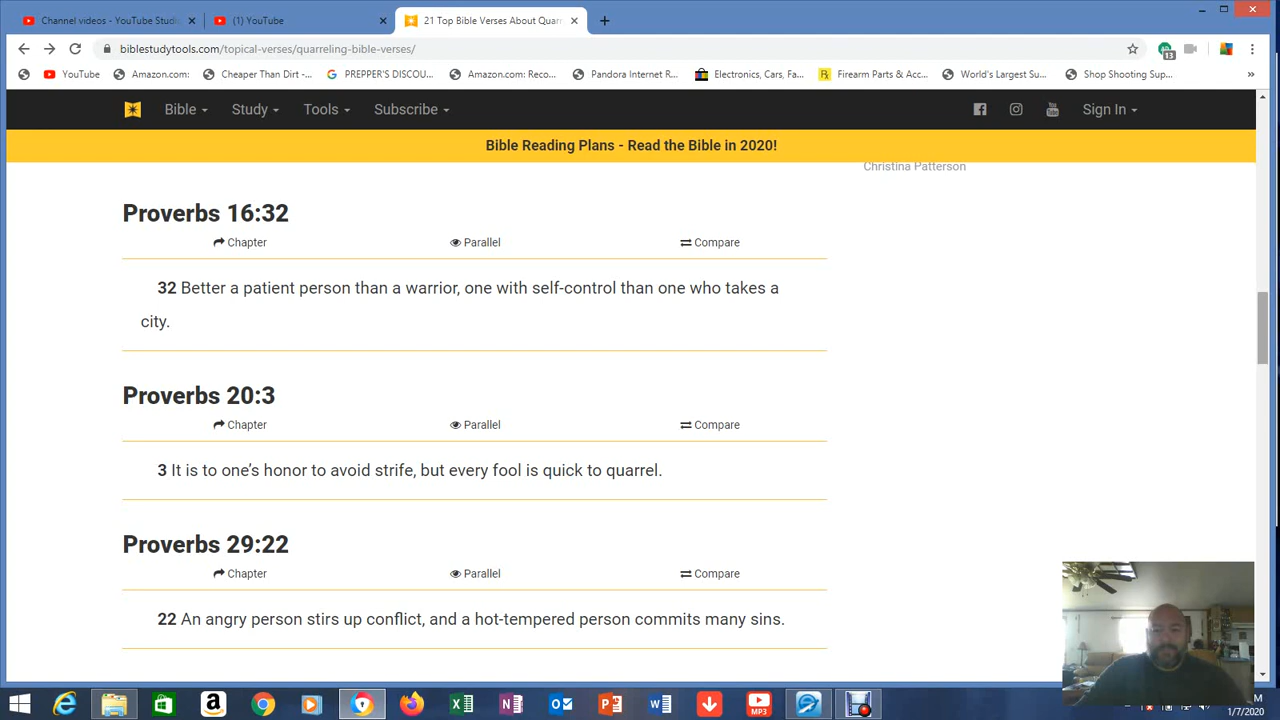 Channel videos - YouTube Studi
(1) YouTube
21 Top Bible Verses About Quarr
biblestudytools.com/topical-verses/quarreling-bible-verses/
13
YouTube
Amazon.com:
Cheaper Than Dirt -...
PREPPER'S DISCOU...
Amazon.com: Reco...
Pandora Internet R...
Electronics, Cars, Fa...
Firearm Parts & Acc...
World's Largest Su...
Shop Shooting Sup...
»
Bible
Study
Tools
Subscribe
Sign In
Bible Reading Plans - Read the Bible in 2020!
Christina Patterson
Proverbs 16:32
Chapter
Parallel
Compare
32 Better a patient person than a warrior, one with self-control than one who takes a
city.
Proverbs 20:3
Chapter
Parallel
Compare
3 It is to one’s honor to avoid strife, but every fool is quick to quarrel.
Proverbs 29:22
Chapter
Parallel
Compare
22 An angry person stirs up conflict, and a hot-tempered person commits many sins.
MP3
1/7/2020